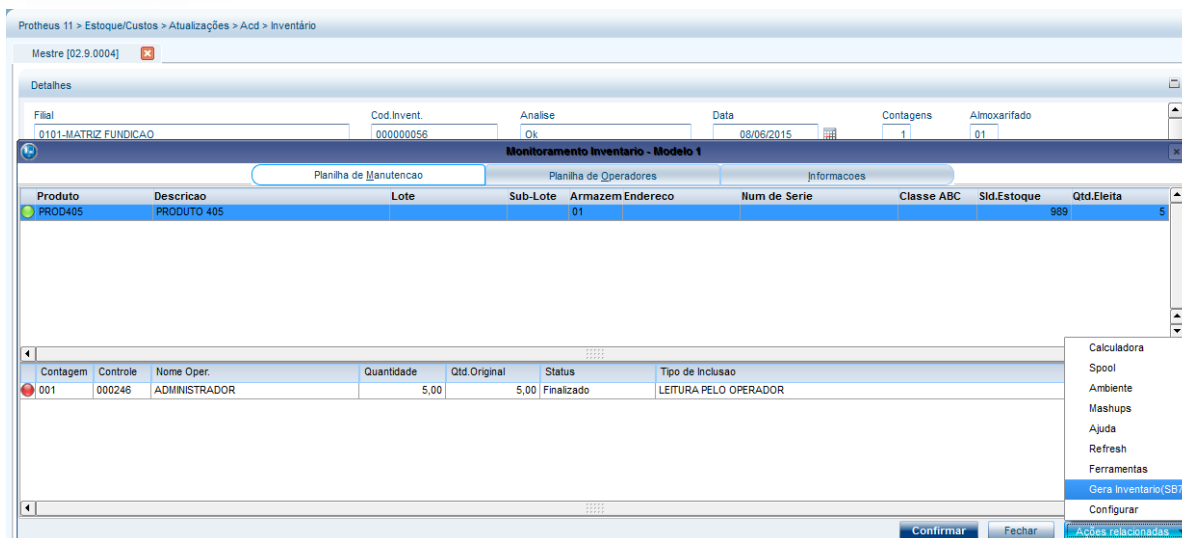 Protheus 11 > Estoque/Custos > Atualizações > Acd > Inventário
Mestre [02.9.0004]
Detalhes
Filial Cod.Invent. Analise Data Contagens Almoxarifado
0101-MATRIZ FUNDICAO 000000056 Ok 08/06/2015 1 01
Monitoramento Inventario - Modelo 1
Planilha de Manutencao Planilha de Operadores Informacoes
Produto Descricao Lote Sub-Lote Armazem Endereco Num de Serie Classe ABC Sld.Estoque Qtd.Eleita
PROD405 PRODUTO 405 01 989 5
Contagem Controle Nome Oper. Quantidade Qtd.Original Status Tipo de Inclusao
001 000246 ADMINISTRADOR 5,00 5,00 Finalizado LEITURA PELO OPERADOR
Calculadora
Spool
Ambiente
Mashups
Ajuda
Refresh
Ferramentas
Gera Inventario(SB7
Configurar
Confirmar Fechar Ações relacionadas